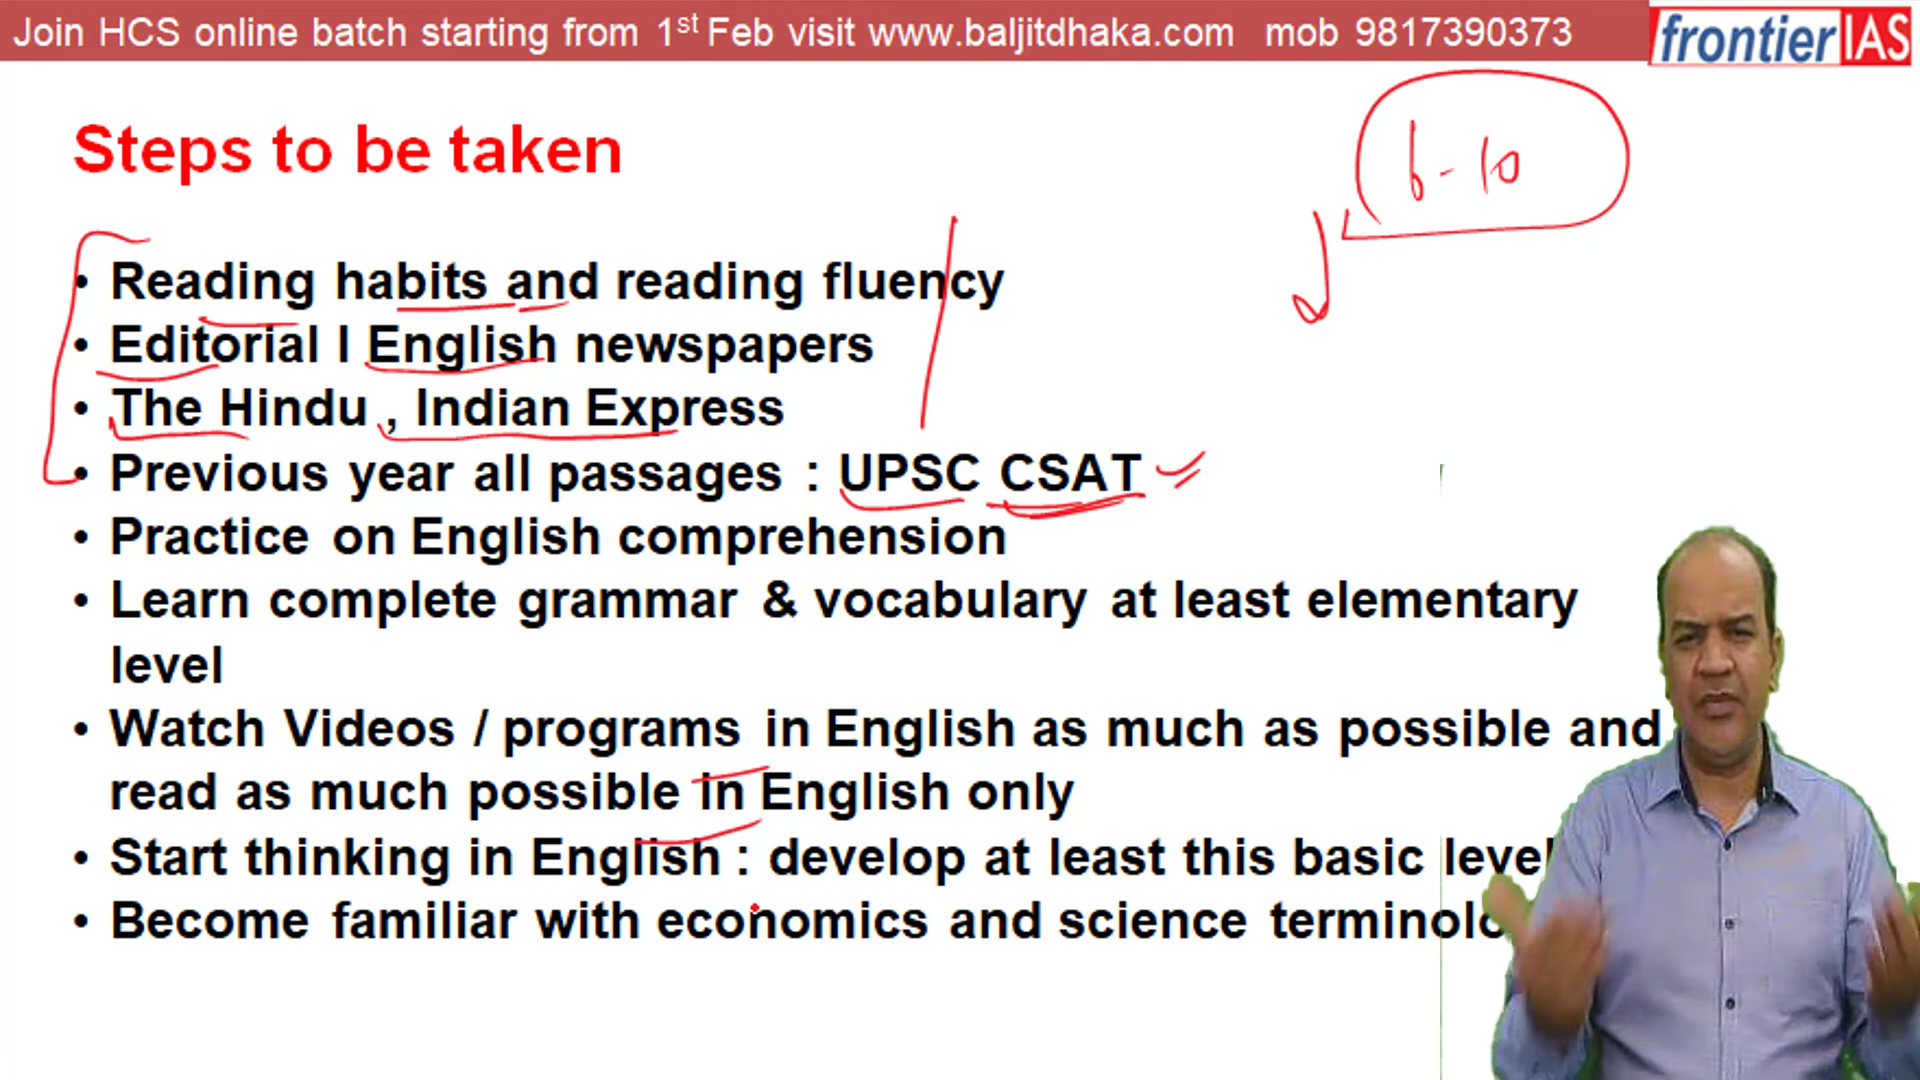 Join HCS online batch starting from 1st Feb visit www.baljitdhaka.com mob 9817390373
frontier IAS
Steps to be taken
6-10
• Reading habits and reading fluency
• Editorial I English newspapers
• The Hindu , Indian Express
• Previous year all passages : UPSC CSAT
• Practice on English comprehension
• Learn complete grammar & vocabulary at least elementary
level
• Watch Videos / programs in English as much as possible and
read as much possible in English only
• Start thinking in English : develop at least this basic level
• Become familiar with economics and science